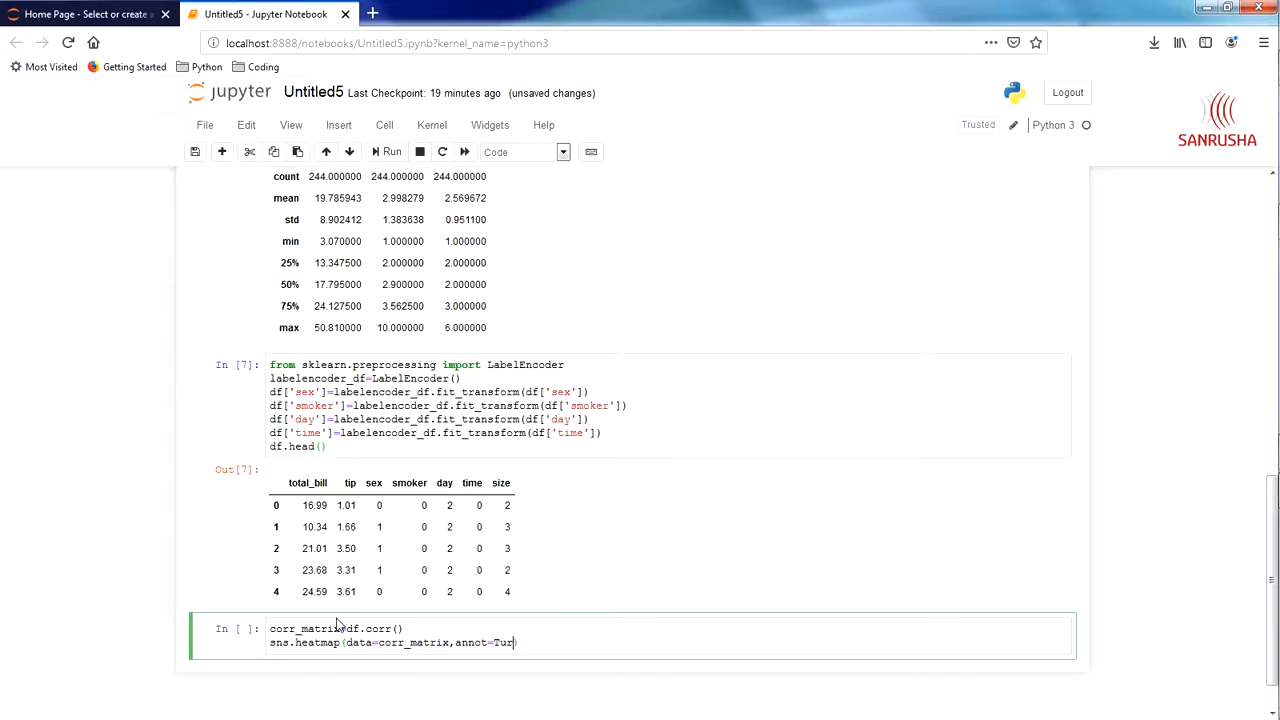 Home Page - Select or create a
Untitled5 - Jupyter Notebook
localhost:8888/notebooks/Untitled5.ipynb?kernel_name=python3
Most Visited Getting Started Python Coding
jupyter Untitled5 Last Checkpoint: 19 minutes ago (unsaved changes) Logout
File Edit View Insert Cell Kernel Widgets Help Trusted Python 3
Run Code
SANRUSHA
count 244.000000 244.000000 244.000000
mean 19.785943 2.998279 2.569672
std 8.902412 1.383638 0.951100
min 3.070000 1.000000 1.000000
25% 13.347500 2.000000 2.000000
50% 17.795000 2.900000 2.000000
75% 24.127500 3.562500 3.000000
max 50.810000 10.000000 6.000000
In [7]: from sklearn.preprocessing import LabelEncoder
labelencoder_df=LabelEncoder()
df['sex']=labelencoder_df.fit_transform(df['sex'])
df['smoker']=labelencoder_df.fit_transform(df['smoker'])
df['day']=labelencoder_df.fit_transform(df['day'])
df['time']=labelencoder_df.fit_transform(df['time'])
df.head()
Out[7]:
total_bill tip sex smoker day time size
0 16.99 1.01 0 0 2 0 2
1 10.34 1.66 1 0 2 0 3
2 21.01 3.50 1 0 2 0 3
3 23.68 3.31 1 0 2 0 2
4 24.59 3.61 0 0 2 0 4
In [ ]: corr_matrix=df.corr()
sns.heatmap(data=corr_matrix,annot=Tur)